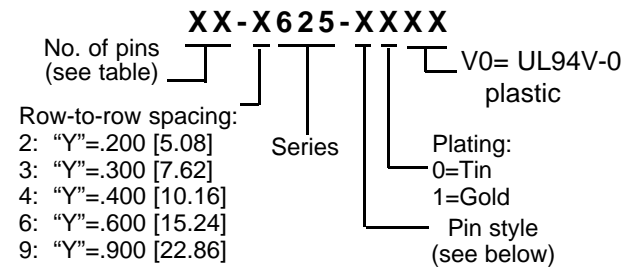 XX-X625-XXXX
No. of pins
(see table)
V0= UL94V-0
plastic
Row-to-row spacing:
2: “Y”=.200 [5.08]
3: “Y”=.300 [7.62]
4: “Y”=.400 [10.16]
6: “Y”=.600 [15.24]
9: “Y”=.900 [22.86]
Series
Plating:
0=Tin
1=Gold
Pin style
(see below)